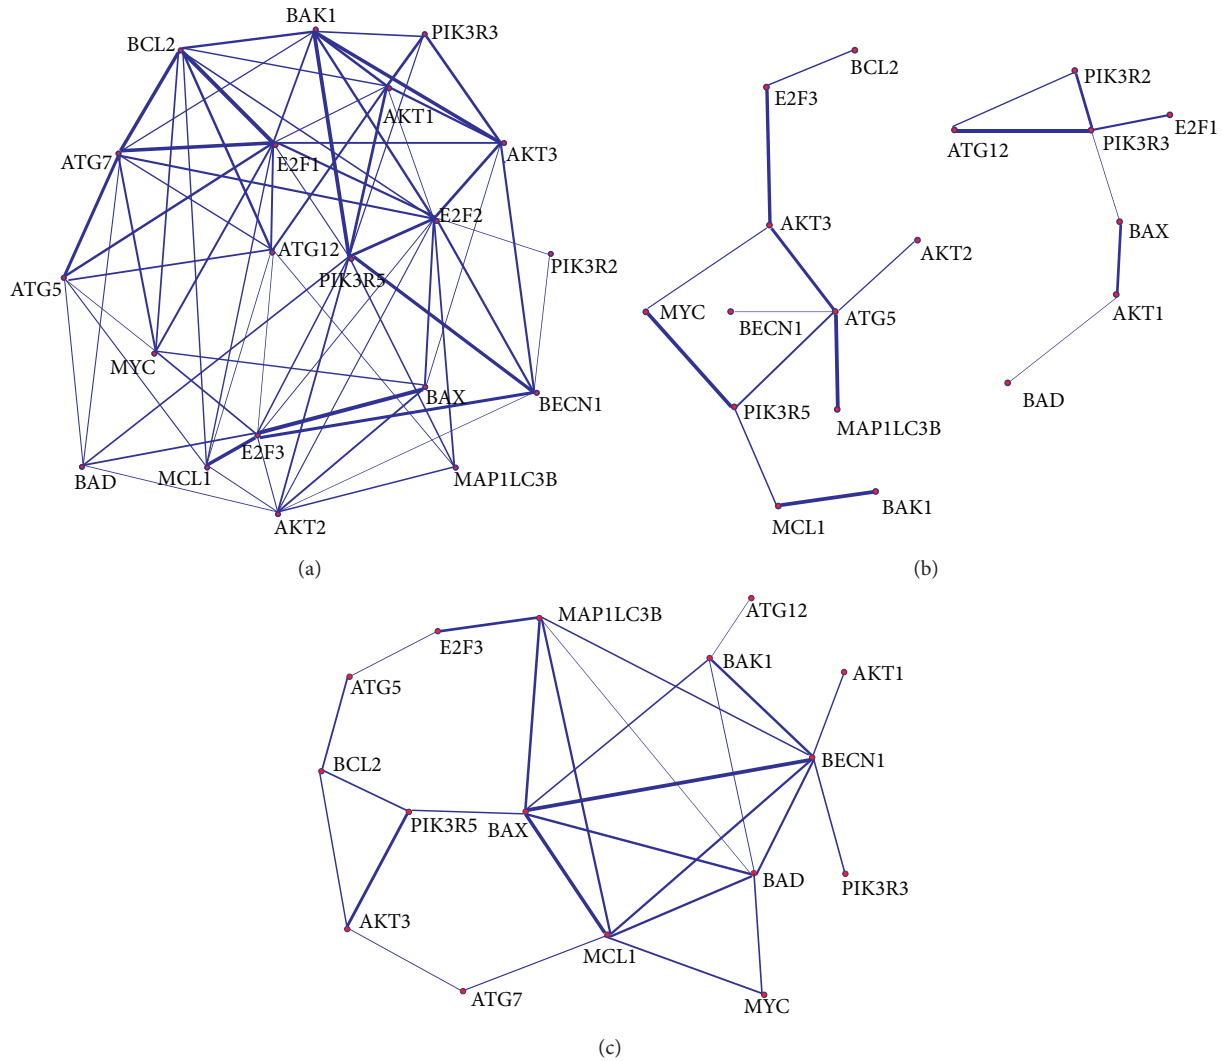 BAK1
PIK3R3
BCL2
AKT1
AKT3
ATG7
E2F1
E2F2
ATG12
PIK3R2
PIK3R5
ATG5
MYC
BAX
BECN1
E2F3
BAD
MCL1
MAP1LC3B
AKT2
(a)
BCL2
PIK3R2
E2F3
E2F1
ATG12
PIK3R3
AKT3
BAX
AKT2
MYC
BECN1
ATG5
AKT1
BAD
PIK3R5
MAP1LC3B
BAK1
MCL1
(b)
MAP1LC3B
ATG12
E2F3
BAK1
AKT1
ATG5
BCL2
BECN1
PIK3R5
BAX
BAD
PIK3R3
AKT3
MCL1
ATG7
MYC
(c)